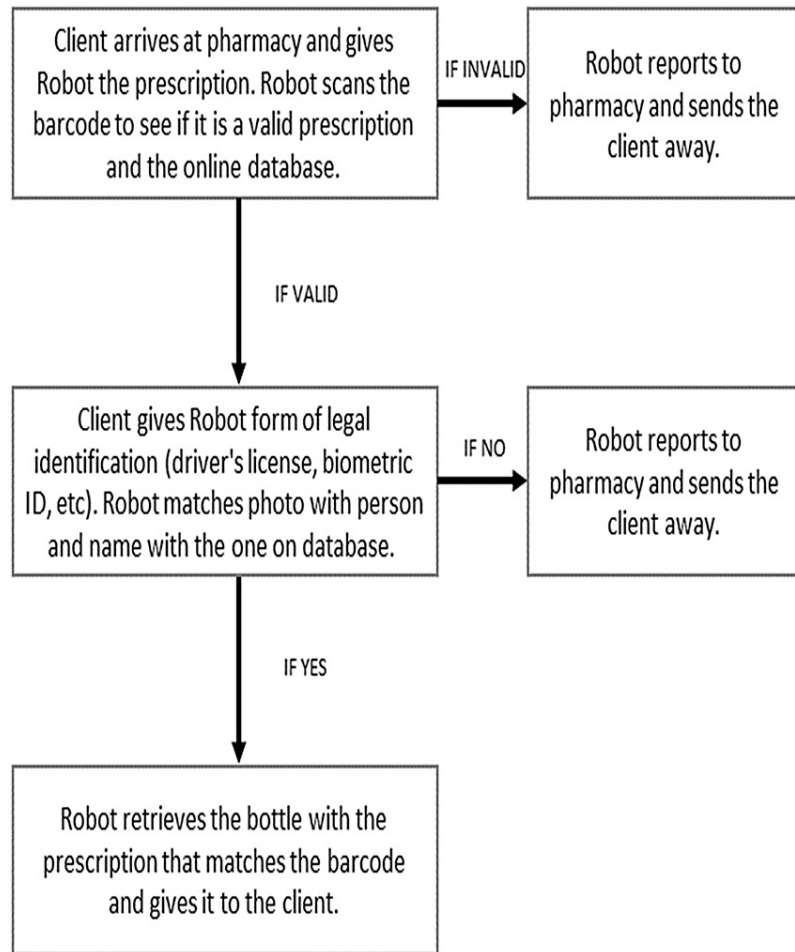 Client arrives at pharmacy and gives
Robot the prescription. Robot scans the
barcode to see if it is a valid prescription
and the online database.
IF INVALID
Robot reports to
pharmacy and sends the
client away.
IF VALID
Client gives Robot form of legal
identification (driver's license, biometric
ID, etc). Robot matches photo with person
and name with the one on database.
IF NO
Robot reports to
pharmacy and sends the
client away.
IF YES
Robot retrieves the bottle with the
prescription that matches the barcode
and gives it to the client.